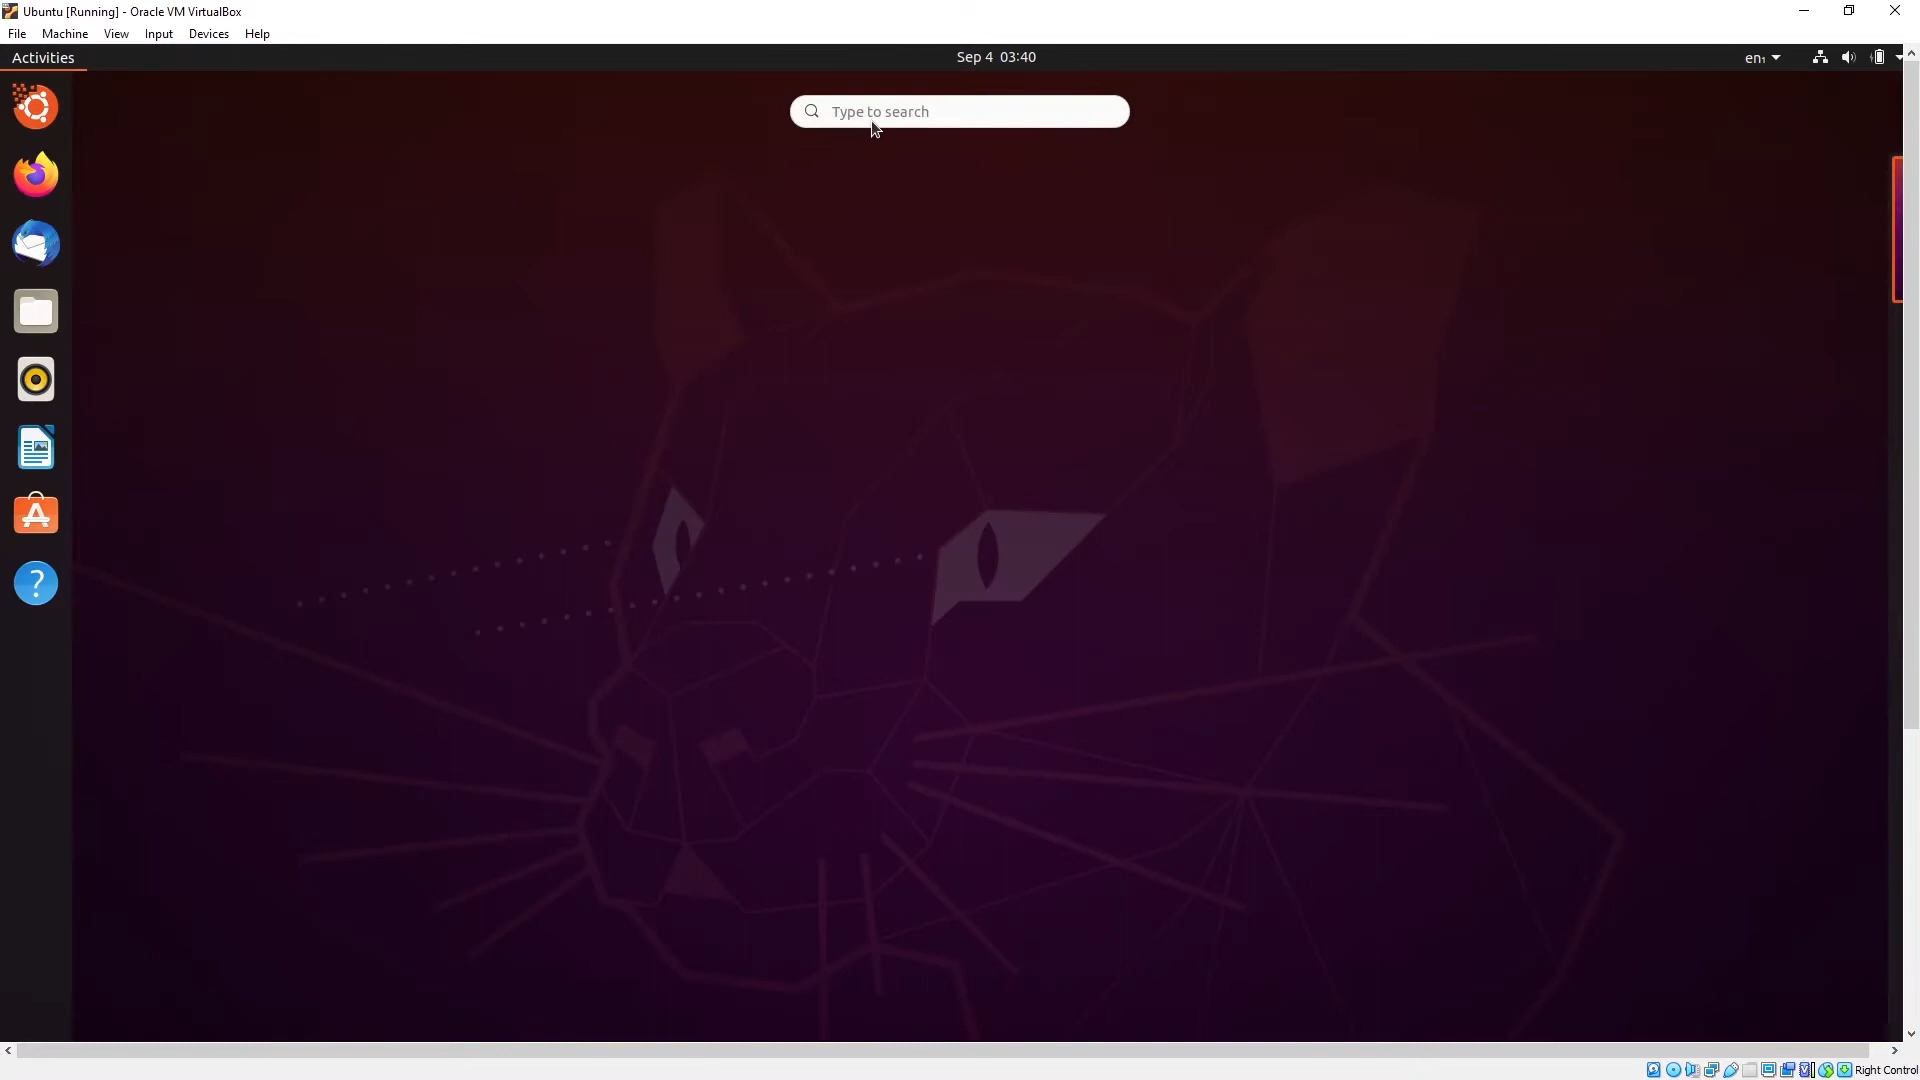 Ubuntu [Running] - Oracle VM VirtualBox
File Machine View Input Devices Help
Activities
Sep 4 03:40
en₁
Type to search
Right Control